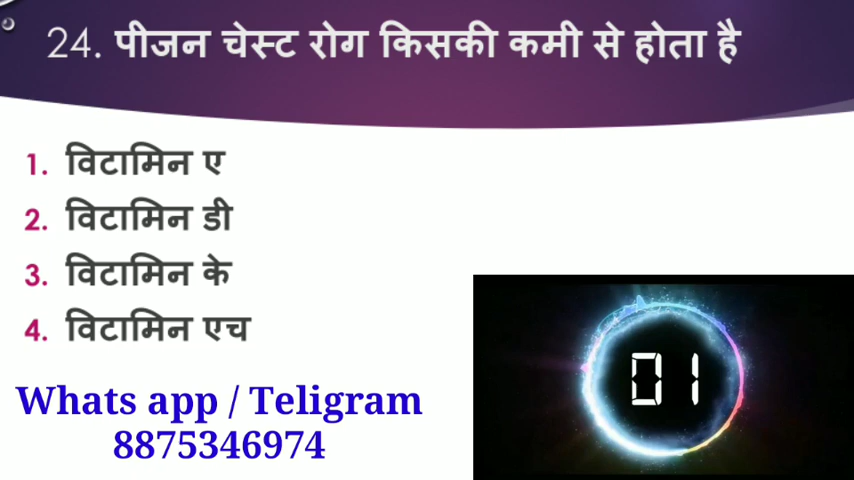 24. पीजन चेस्ट रोग किसकी कमी से होता है
1. विटामिन ए
2. विटामिन डी
3. विटामिन के
4. विटामिन एच
Whats app / Teligram
8875346974
01